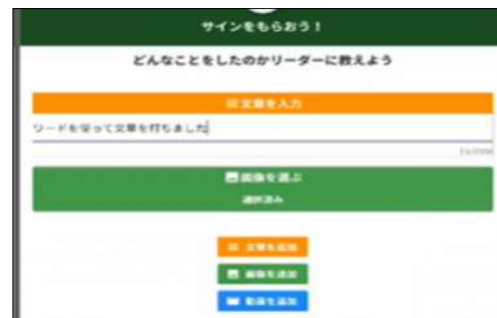 サインをもらおう！
どんなことをしたのかリーダーに教えよう
文章を入力
ワードを使って文章を打ちました
画像を選ぶ
選択済み
文章を追加
画像を追加
動画を追加